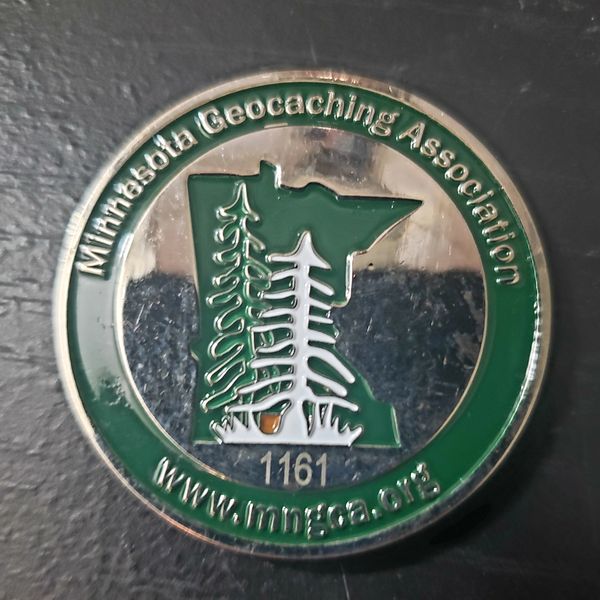 Minnesota Geocaching Association
1161
www.mngca.org